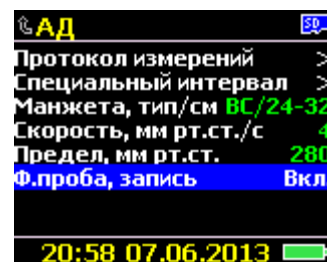 АД SD
Протокол измерений >
Специальный интервал >
Манжета, тип/см ВС/24-32
Скорость, мм рт.ст./с 4
Предел, мм рт.ст. 280
Ф.проба, запись Вкл
20:58 07.06.2013